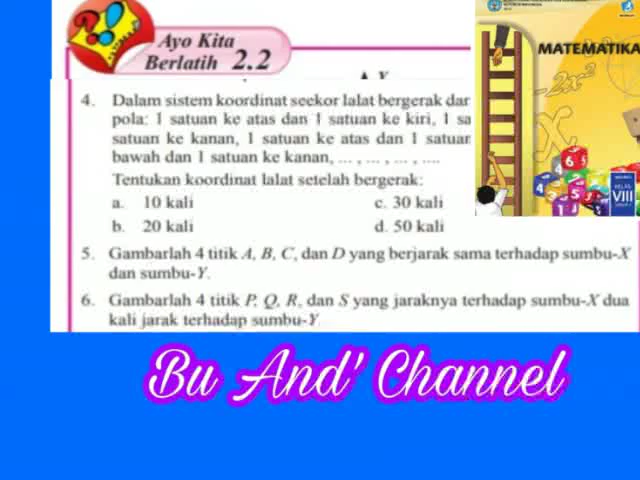 Ayo Kita
Berlatih 2.2
MATEMATIKA
KELAS
VIII
4. Dalam sistem koordinat seekor lalat bergerak dar
pola: 1 satuan ke atas dan 1 satuan ke kiri, 1 sa
satuan ke kanan, 1 satuan ke atas dan 1 satuan
bawah dan 1 satuan ke kanan, ... , ... , ... , ....
Tentukan koordinat lalat setelah bergerak:
a. 10 kali
c. 30 kali
b. 20 kali
d. 50 kali
5. Gambarlah 4 titik A, B, C, dan D yang berjarak sama terhadap sumbu-X
dan sumbu-Y.
6. Gambarlah 4 titik P, Q, R, dan S yang jaraknya terhadap sumbu-X dua
kali jarak terhadap sumbu-Y
Bu And' Channel